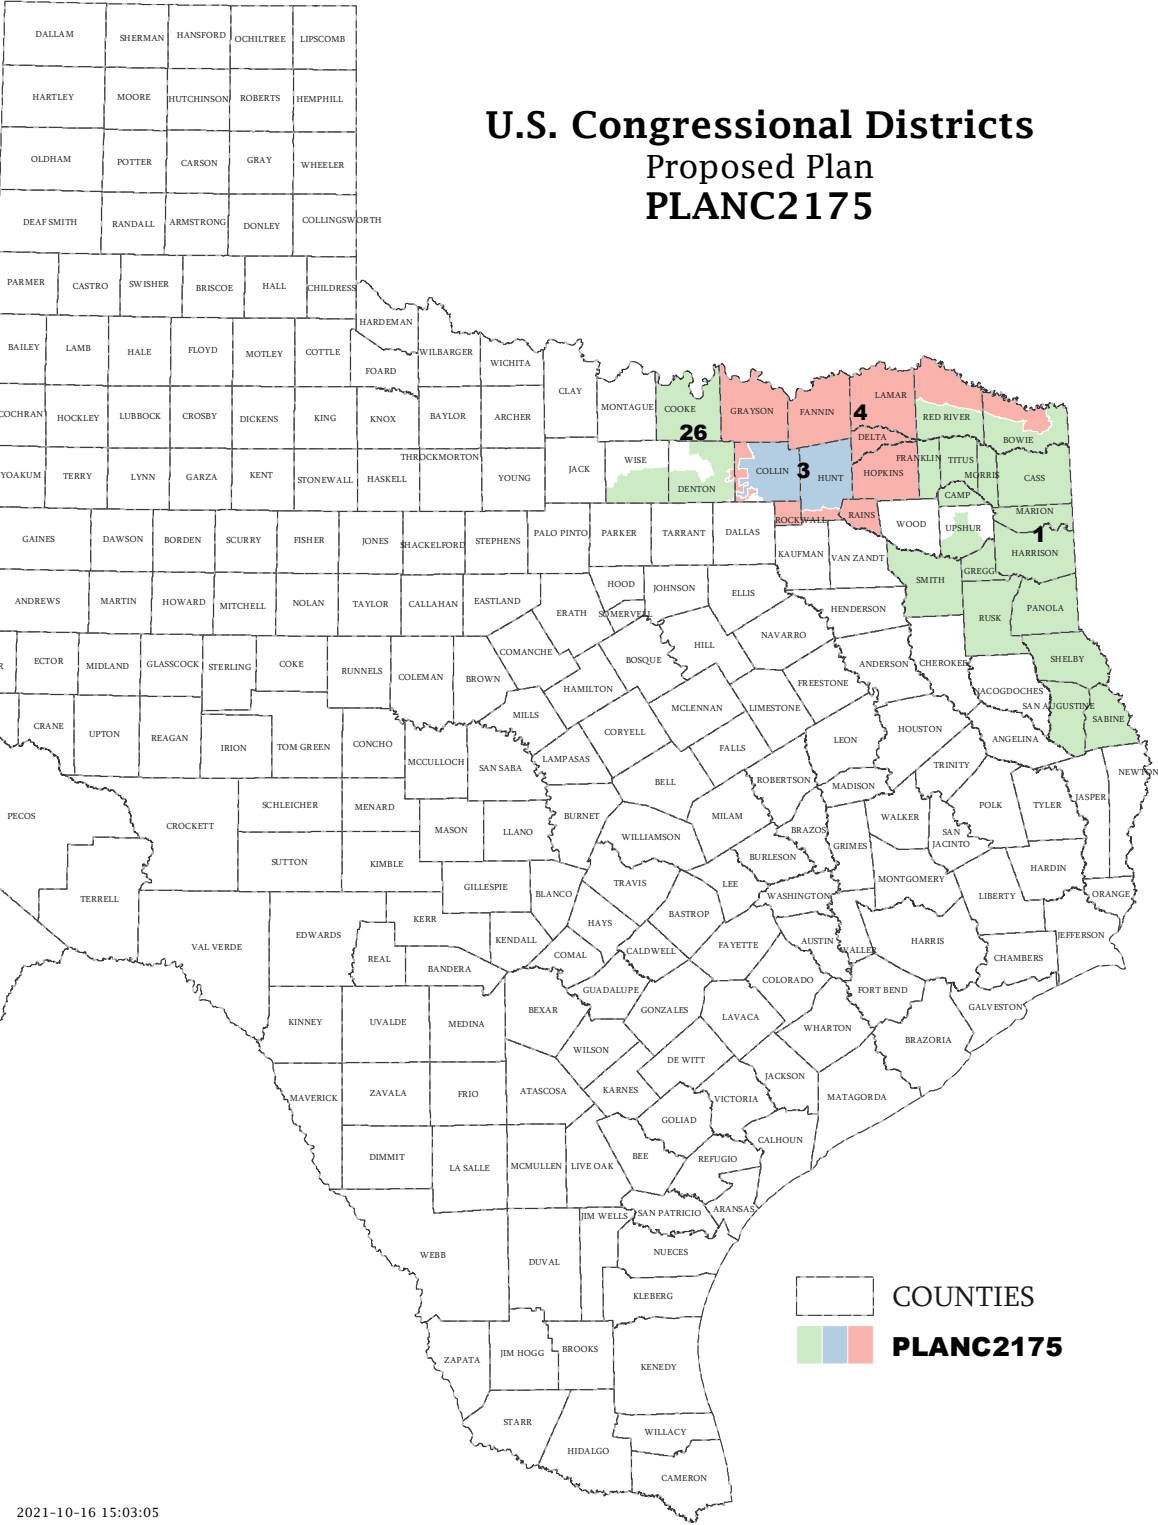 U.S. Congressional Districts
Proposed Plan
PLANC2175
DALLAM SHERMAN HANSFORD OCHILTREE LIPSCOMB
HARTLEY MOORE HUTCHINSON ROBERTS HEMPHILL
OLDHAM POTTER CARSON GRAY WHEELER
DEAF SMITH RANDALL ARMSTRONG DONLEY COLLINGSWORTH
PARMER CASTRO SWISHER BRISCOE HALL CHILDRESS
HARDEMAN
BAILEY LAMB HALE FLOYD MOTLEY COTTLE WILBARGER WICHITA
FOARD
CLAY
COCHRAN HOCKLEY LUBBOCK CROSBY DICKENS KING KNOX BAYLOR ARCHER MONTAGUE COOKE GRAYSON FANNIN LAMAR RED RIVER
4
26
DELTA BOWIE
YOAKUM TERRY LYNN GARZA KENT STONEWALL HASKELL THROCKMORTON YOUNG JACK WISE DENTON COLLIN 3 HUNT HOPKINS FRANKLIN TITUS MORRIS CASS
CAMP
MARION
ROCKWALL RAINS WOOD UPSHUR
1
HARRISON
GAINES DAWSON BORDEN SCURRY FISHER JONES SHACKELFORD STEPHENS PALO PINTO PARKER TARRANT DALLAS
KAUFMAN VAN ZANDT
SMITH GREGG
ANDREWS MARTIN HOWARD MITCHELL NOLAN TAYLOR CALLAHAN EASTLAND ERATH HOOD SOMERVELL JOHNSON ELLIS HENDERSON RUSK PANOLA
R ECTOR MIDLAND GLASSCOCK STERLING COKE RUNNELS COLEMAN BROWN COMANCHE BOSQUE HILL NAVARRO ANDERSON CHEROKEE SHELBY
HAMILTON FREESTONE NACOGDOCHES
CRANE UPTON REAGAN IRION TOM GREEN CONCHO MILLS MCLENNAN LIMESTONE SAN AUGUSTINE SABINE
MCCULLOCH SAN SABA LAMPASAS CORYELL FALLS LEON HOUSTON ANGELINA
BELL ROBERTSON MADISON TRINITY NEWTON
PECOS CROCKETT SCHLEICHER MENARD MASON LLANO BURNET WILLIAMSON MILAM BRAZOS GRIMES WALKER SAN
JACINTO POLK TYLER JASPER
SUTTON KIMBLE BURLESON
TERRELL GILLESPIE BLANCO TRAVIS LEE WASHINGTON MONTGOMERY LIBERTY HARDIN ORANGE
VAL VERDE EDWARDS KERR KENDALL HAYS BASTROP FAYETTE AUSTIN WALLER HARRIS JEFFERSON
REAL BANDERA COMAL CALDWELL COLORADO CHAMBERS
GUADALUPE FORT BEND
KINNEY UVALDE MEDINA BEXAR GONZALES LAVACA WHARTON GALVESTON
WILSON BRAZORIA
DE WITT
MAVERICK ZAVALA FRIO ATASCOSA KARNES JACKSON MATAGORDA
VICTORIA
GOLIAD
CALHOUN
DIMMIT LA SALLE MCMULLEN LIVE OAK BEE REFUGIO
JIM WELLS SAN PATRICIO ARANSAS
WEBB DUVAL NUECES
KLEBERG
ZAPATA JIM HOGG BROOKS KENEDY
STARR HIDALGO WILLACY
CAMERON
COUNTIES
PLANC2175
2021-10-16 15:03:05